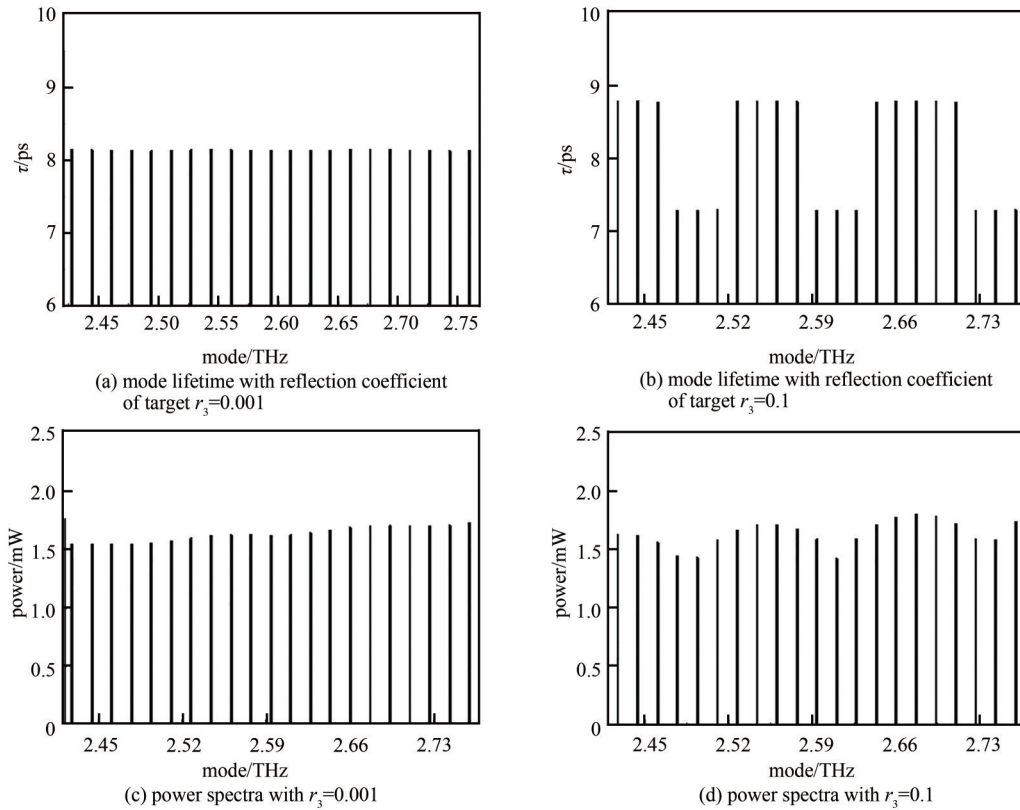 10
9
8
7
6
τ/ps
2.45 2.50 2.55 2.60 2.65 2.70 2.75
mode/THz
(a) mode lifetime with reflection coefficient
of target r₃=0.001
10
9
8
7
6
τ/ps
2.45 2.52 2.59 2.66 2.73
mode/THz
(b) mode lifetime with reflection coefficient
of target r₃=0.1
2.5
2.0
1.5
1.0
0.5
0
power/mW
2.45 2.52 2.59 2.66 2.73
mode/THz
(c) power spectra with r₃=0.001
2.5
2.0
1.5
1.0
0.5
0
power/mW
2.45 2.52 2.59 2.66 2.73
mode/THz
(d) power spectra with r₃=0.1